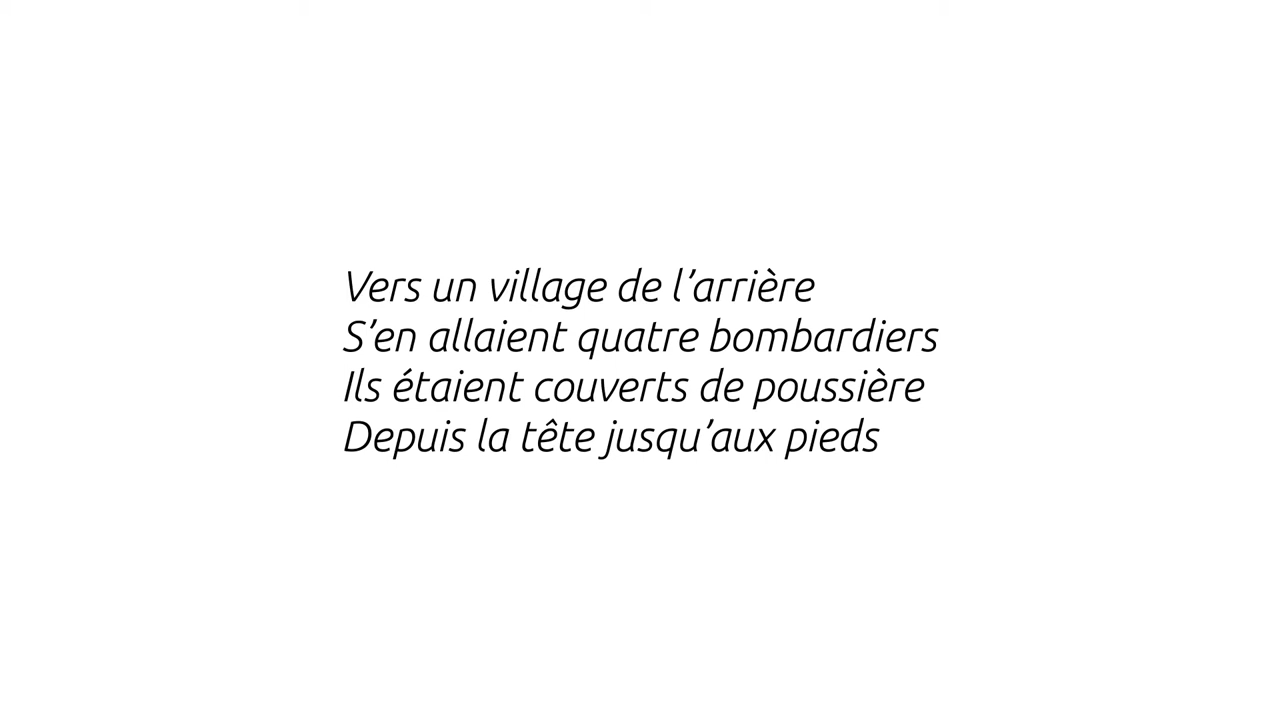 Vers un village de l’arrière
S’en allaient quatre bombardiers
Ils étaient couverts de poussière
Depuis la tête jusqu’aux pieds